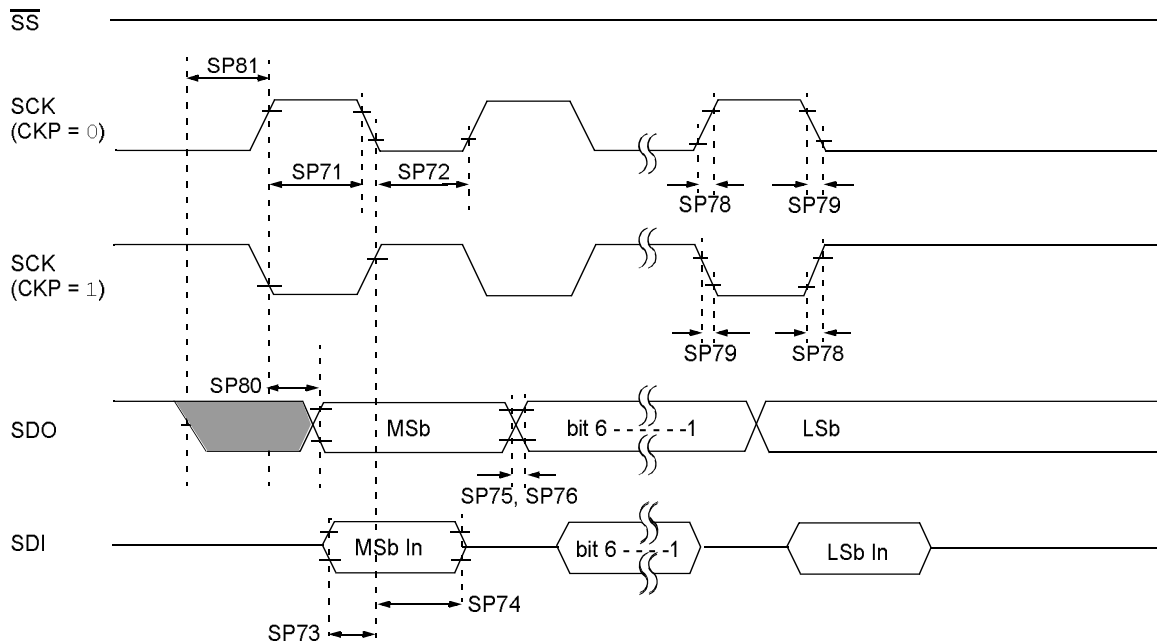 SS
SP81
SCK
(CKP = 0)
SP71
SP72
SP78
SP79
SCK
(CKP = 1)
SP79
SP78
SP80
SDO
MSb
bit 6 - - - - - -1
LSb
SP75, SP76
SDI
MSb In
bit 6 - - - - -1
LSb In
SP74
SP73